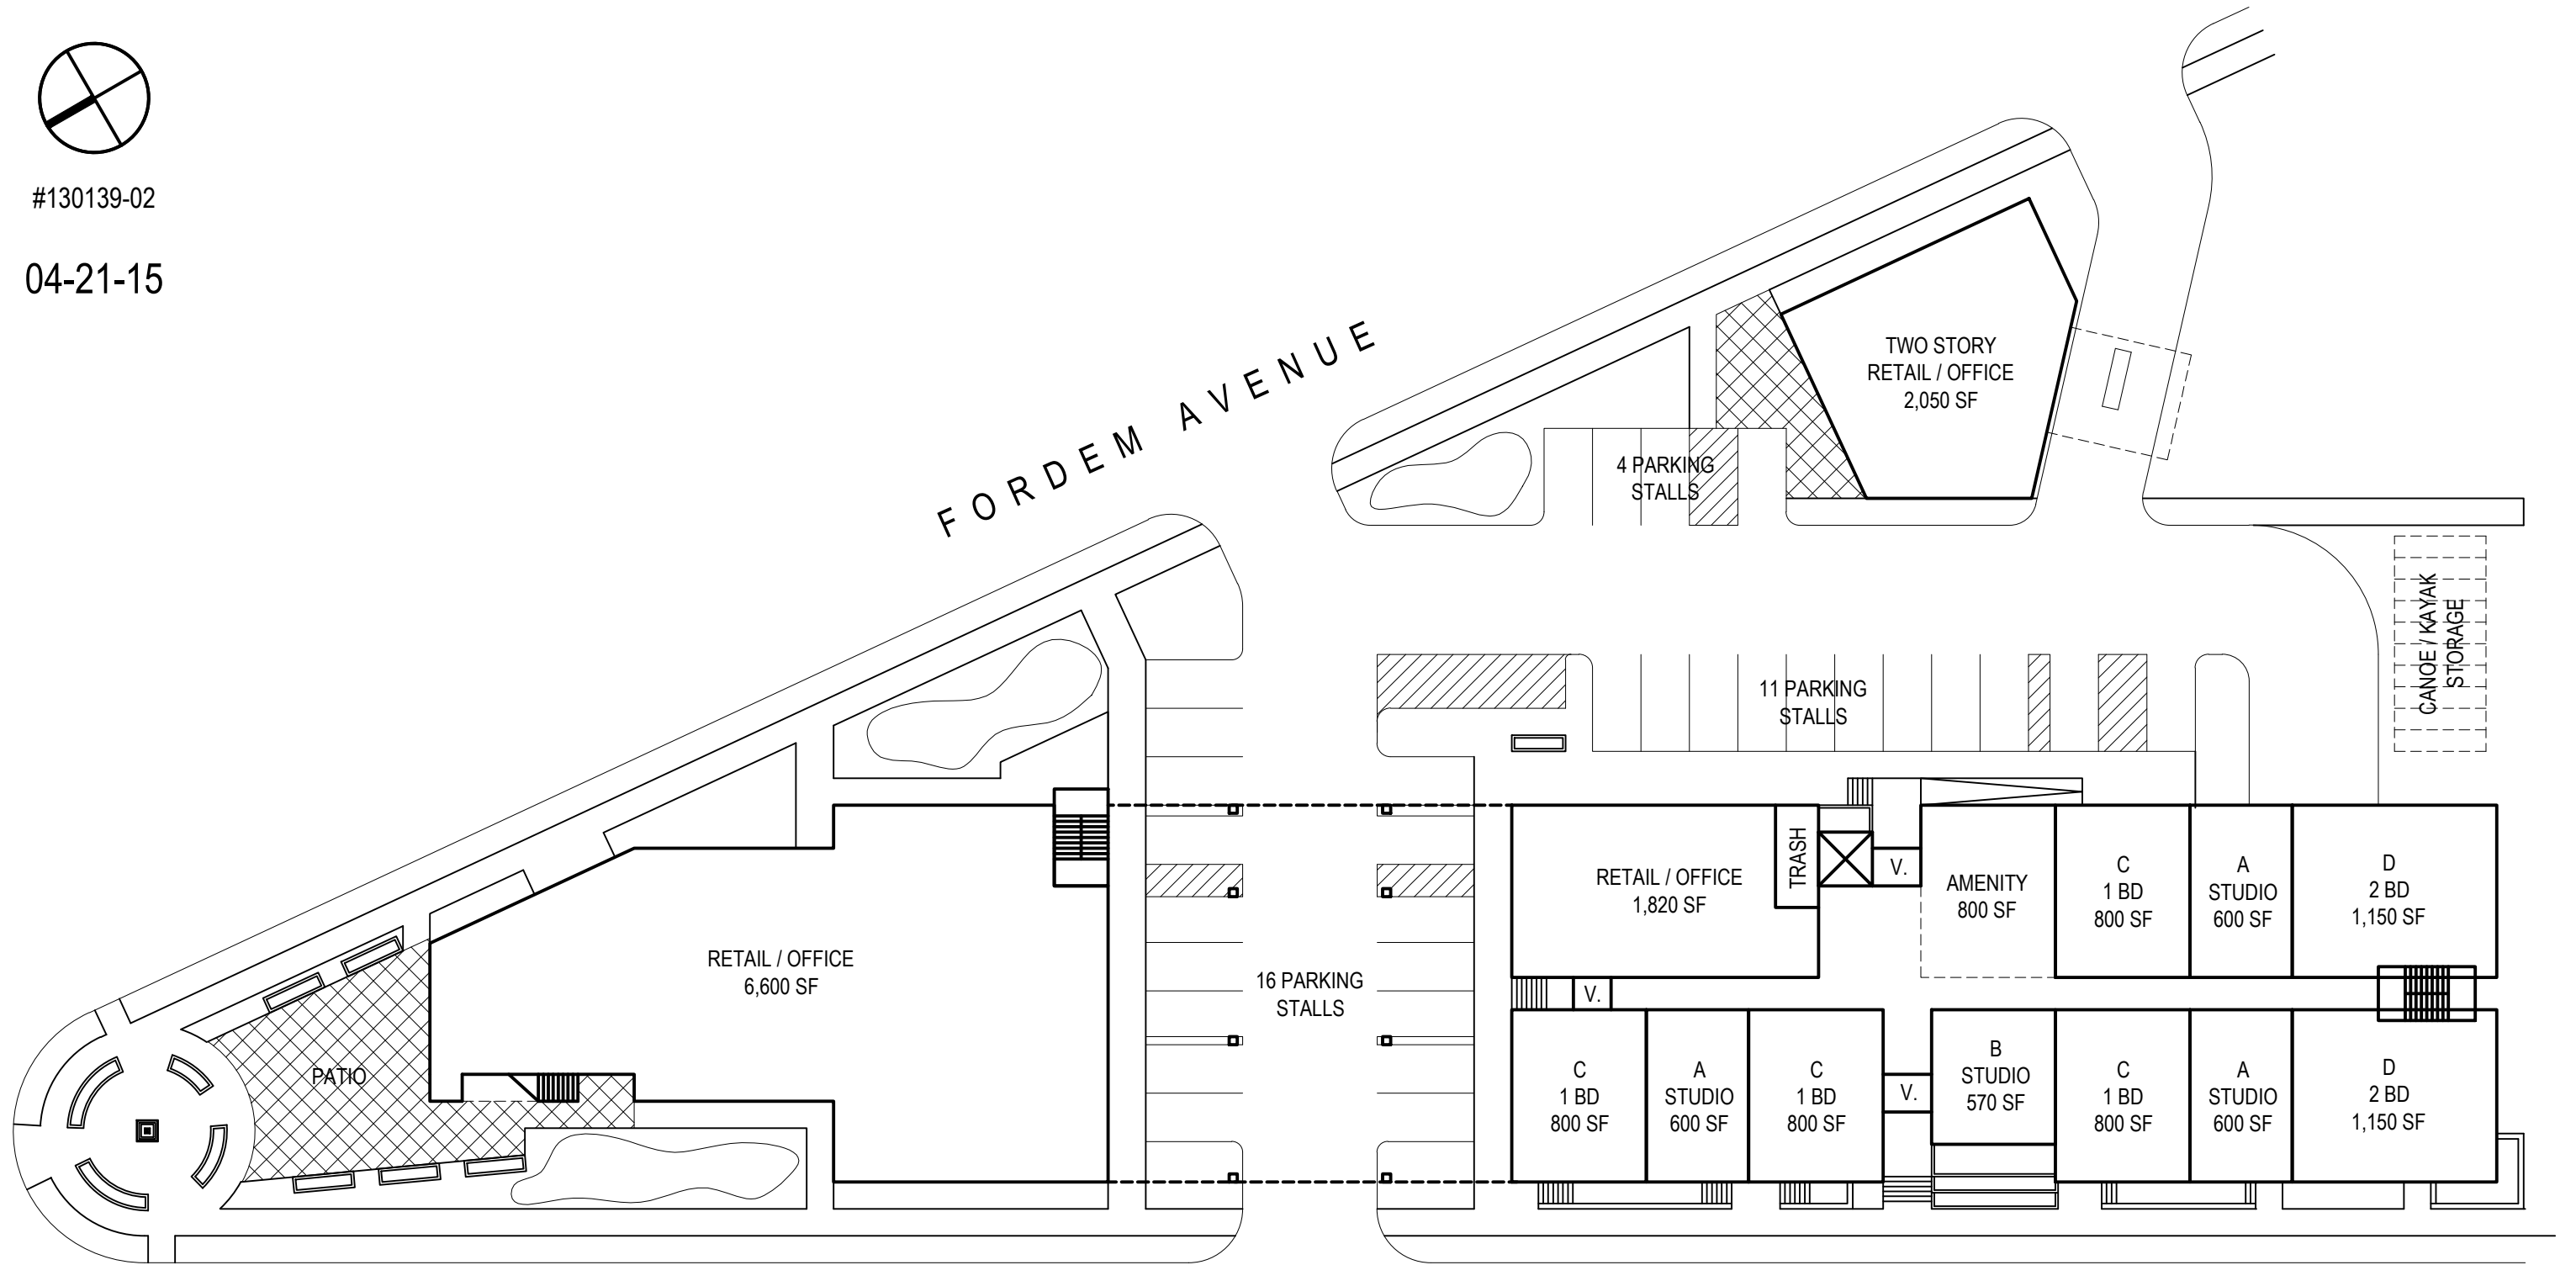 #130139-02
04-21-15
FORDEM AVENUE
TWO STORY
RETAIL / OFFICE
2,050 SF
4 PARKING
STALLS
CANOE / KAYAK
STORAGE
11 PARKING
STALLS
RETAIL / OFFICE
6,600 SF
PATIO
16 PARKING
STALLS
RETAIL / OFFICE
1,820 SF
TRASH
V.
AMENITY
800 SF
C
1 BD
800 SF
A
STUDIO
600 SF
D
2 BD
1,150 SF
V.
C
1 BD
800 SF
A
STUDIO
600 SF
C
1 BD
800 SF
V.
B
STUDIO
570 SF
C
1 BD
800 SF
A
STUDIO
600 SF
D
2 BD
1,150 SF